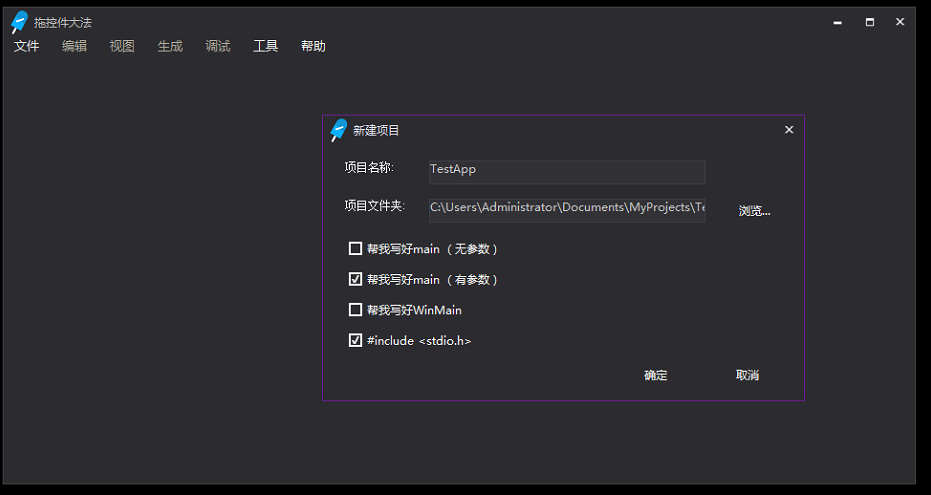 拖控件大法
文件 编辑 视图 生成 调试 工具 帮助
新建项目
项目名称: TestApp
项目文件夹: C:\Users\Administrator\Documents\MyProjects\Te 浏览...
帮我写好main（无参数）
帮我写好main（有参数）
帮我写好WinMain
#include <stdio.h>
确定 取消